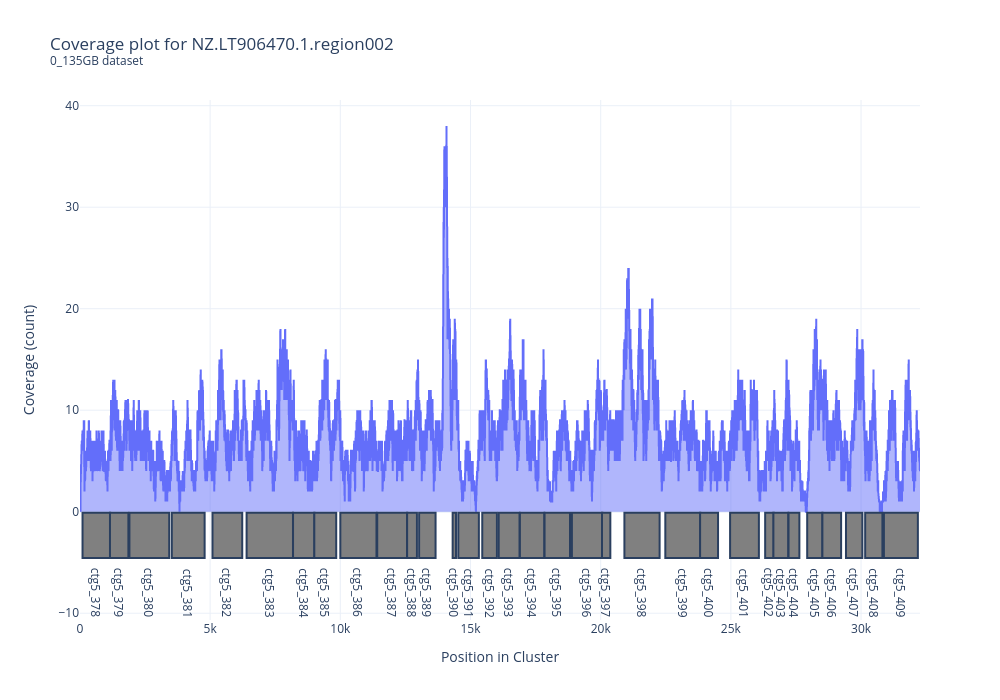 Coverage plot for NZ.LT906470.1.region002
0_135GB dataset
Coverage (count)
40
30
20
10
0
−10
ctg5_378
ctg5_379
ctg5_380
ctg5_381
ctg5_382
ctg5_383
ctg5_384
ctg5_385
ctg5_386
ctg5_387
ctg5_388
ctg5_389
ctg5_390
ctg5_391
ctg5_392
ctg5_393
ctg5_394
ctg5_395
ctg5_396
ctg5_397
ctg5_398
ctg5_399
ctg5_400
ctg5_401
ctg5_402
ctg5_403
ctg5_404
ctg5_405
ctg5_406
ctg5_407
ctg5_408
ctg5_409
0 5k 10k 15k 20k 25k 30k
Position in Cluster